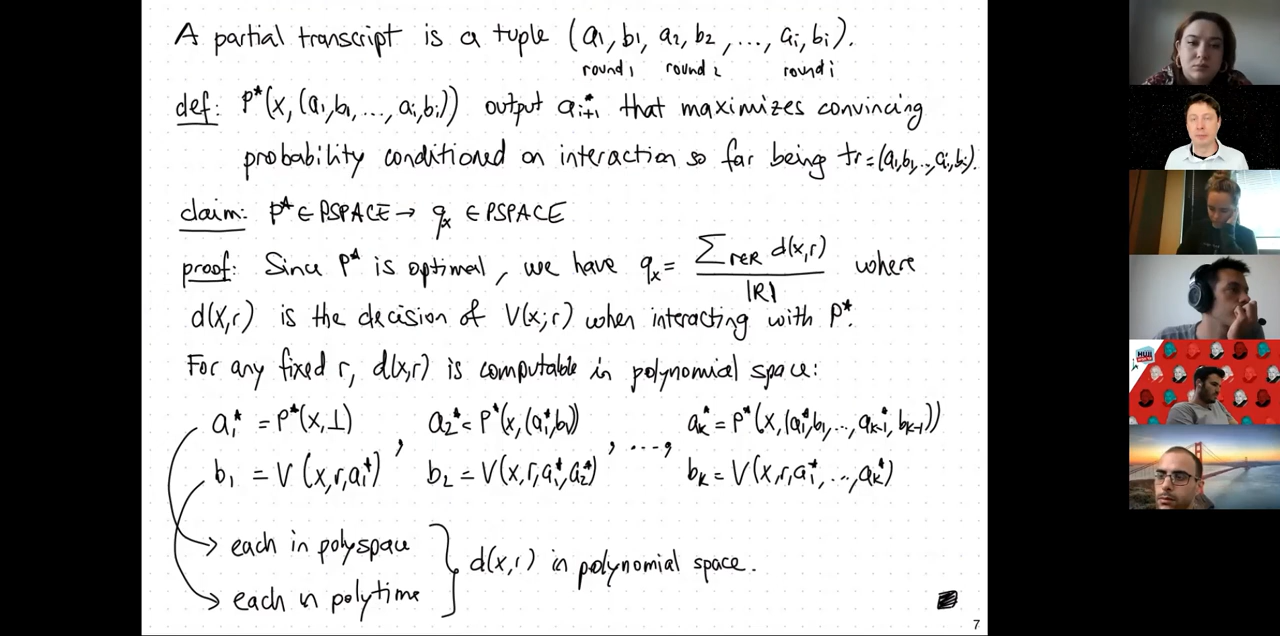 A partial transcript is a tuple (a₁, b₁, a₂, b₂, ..., aᵢ, bᵢ).
round 1 round 2 round i
def: P*(x, (a₁, b₁, ..., aᵢ, bᵢ)) output a*ᵢ₊₁ that maximizes convincing
probability conditioned on interaction so far being tr = (a₁, b₁, .., aᵢ, bᵢ).
claim: P* ∈ PSPACE → qₓ ∈ PSPACE
proof: Since P* is optimal, we have qₓ = ∑_{r∈R} d(x,r) / |R| where
d(x,r) is the decision of V(x;r) when interacting with P*.
For any fixed r, d(x,r) is computable in polynomial space:
a₁* = P*(x,⊥) , a₂* = P*(x,(a₁*,b₁)) , ..., aₖ* = P*(x,(a₁*,b₁,...,a*ₖ₋₁,bₖ₋₁))
b₁ = V(x,r,a₁*) b₂ = V(x,r,a₁*,a₂*) bₖ = V(x,r,a₁*,...,aₖ*)
→ each in polyspace
→ each in polytime
} d(x,r) in polynomial space.
7